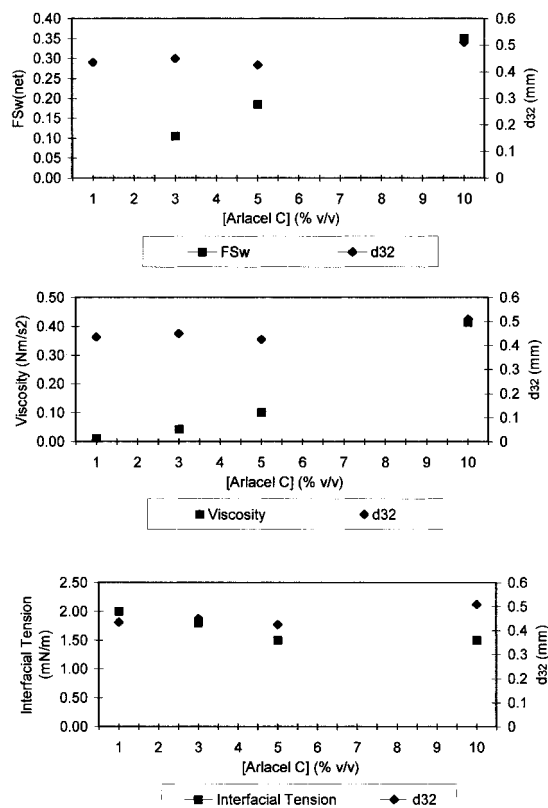 0.40
0.35
0.30
0.25
0.20
0.15
0.10
0.05
0.00
FSw(net)
0.6
0.5
0.4
0.3
0.2
0.1
0
d32 (mm)
1 2 3 4 5 6 7 8 9 10
[Arlacel C] (% v/v)
FSw d32
0.50
0.40
0.30
0.20
0.10
0.00
Viscosity (Nm/s2)
0.6
0.5
0.4
0.3
0.2
0.1
0
d32 (mm)
1 2 3 4 5 6 7 8 9 10
[Arlacel C] (% v/v)
Viscosity d32
2.50
2.00
1.50
1.00
0.50
0.00
Interfacial Tension
(mN/m)
0.6
0.5
0.4
0.3
0.2
0.1
0
d32 (mm)
1 2 3 4 5 6 7 8 9 10
[Arlacel C] (% v/v)
Interfacial Tension d32